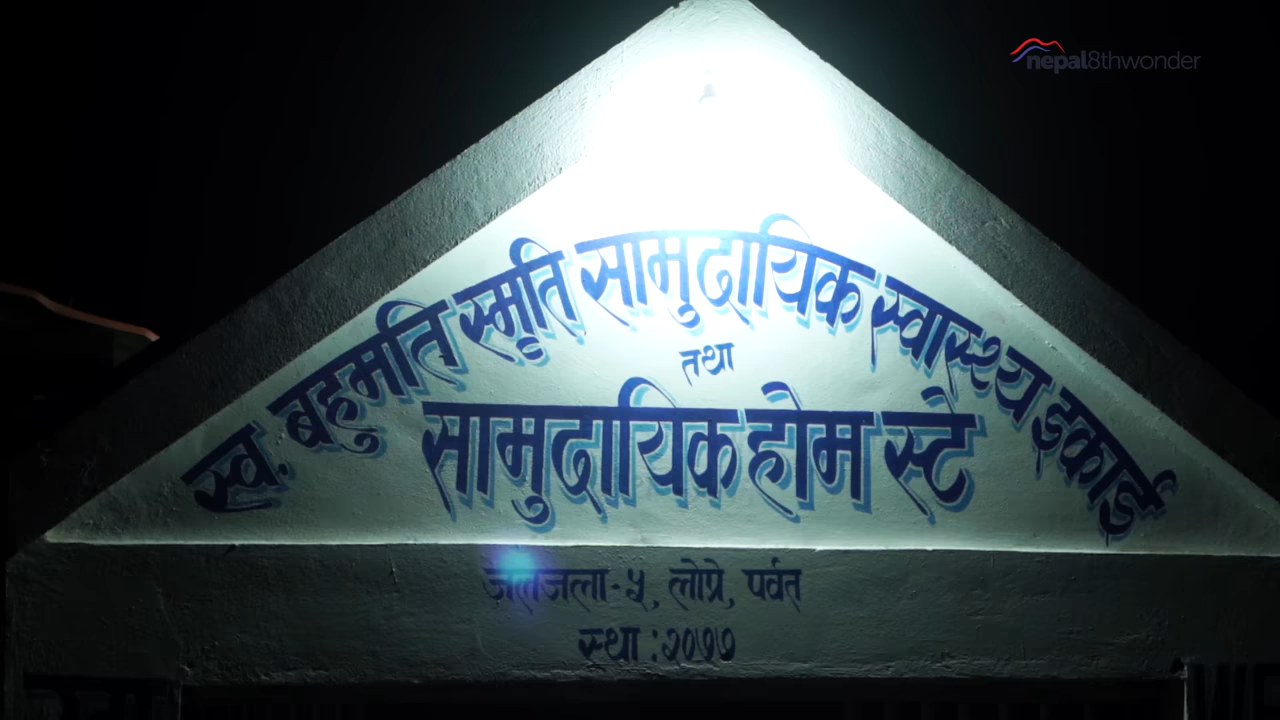 nepal8thwonder
स्व. बहुमति स्मृति सामुदायिक स्वास्थ्य इकाई
तथा
सामुदायिक होम स्टे
जलजला-५, लोप्रे, पर्वत
स्था : २०७७